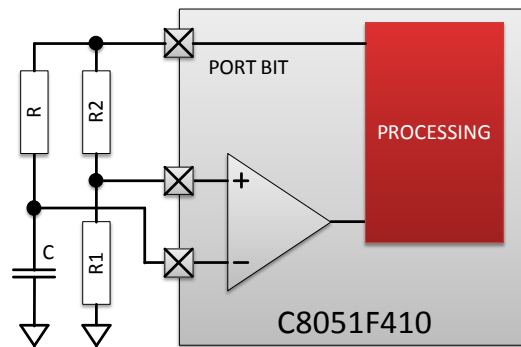 PORT BIT
R
R2
PROCESSING
+
C
R1
−
C8051F410